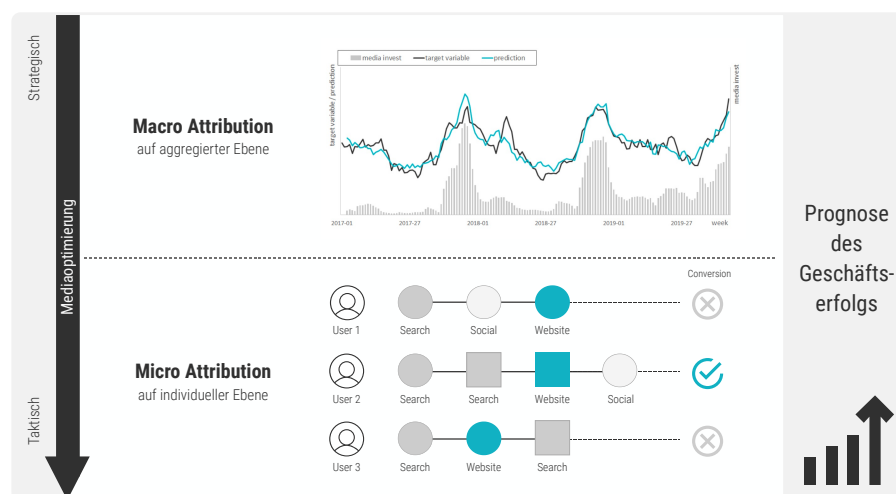 Strategisch
Mediaoptimierung
Taktisch
Macro Attribution
auf aggregierter Ebene
media invest
target variable
prediction
target variable / prediction
media invest
2017-01
2017-27
2018-01
2018-27
2019-01
2019-27
week
Micro Attribution
auf individueller Ebene
Conversion
User 1
Search
Social
Website
User 2
Search
Search
Website
Social
User 3
Search
Website
Search
Prognose
des
Geschäfts-
erfolgs